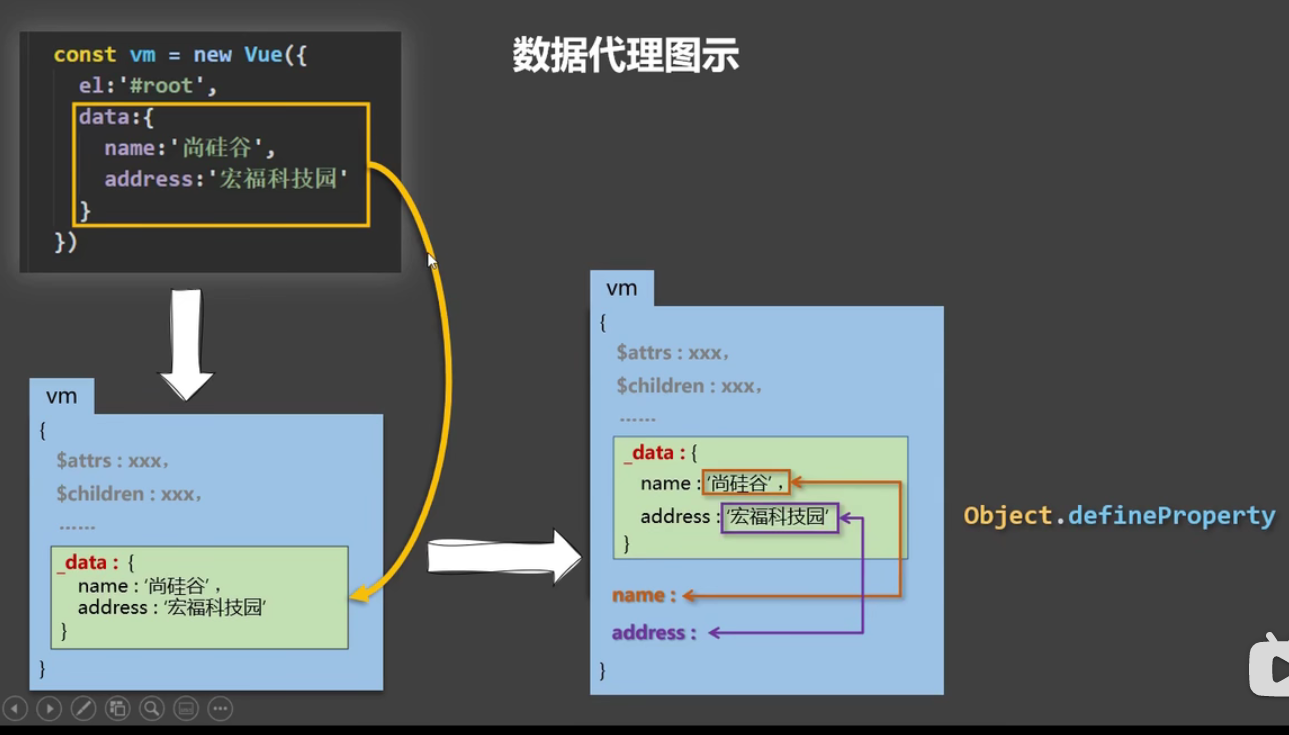 数据代理图示
const vm = new Vue({
el:'#root',
data:{
name:'尚硅谷',
address:'宏福科技园'
}
})
vm
{
$attrs : xxx,
$children : xxx,
······
_data : {
name : ‘尚硅谷’ ,
address : ‘宏福科技园’
}
}
vm
{
$attrs : xxx,
$children : xxx,
······
_data : {
name : ‘尚硅谷’ ,
address : ‘宏福科技园’
}
name :
address :
}
Object.defineProperty